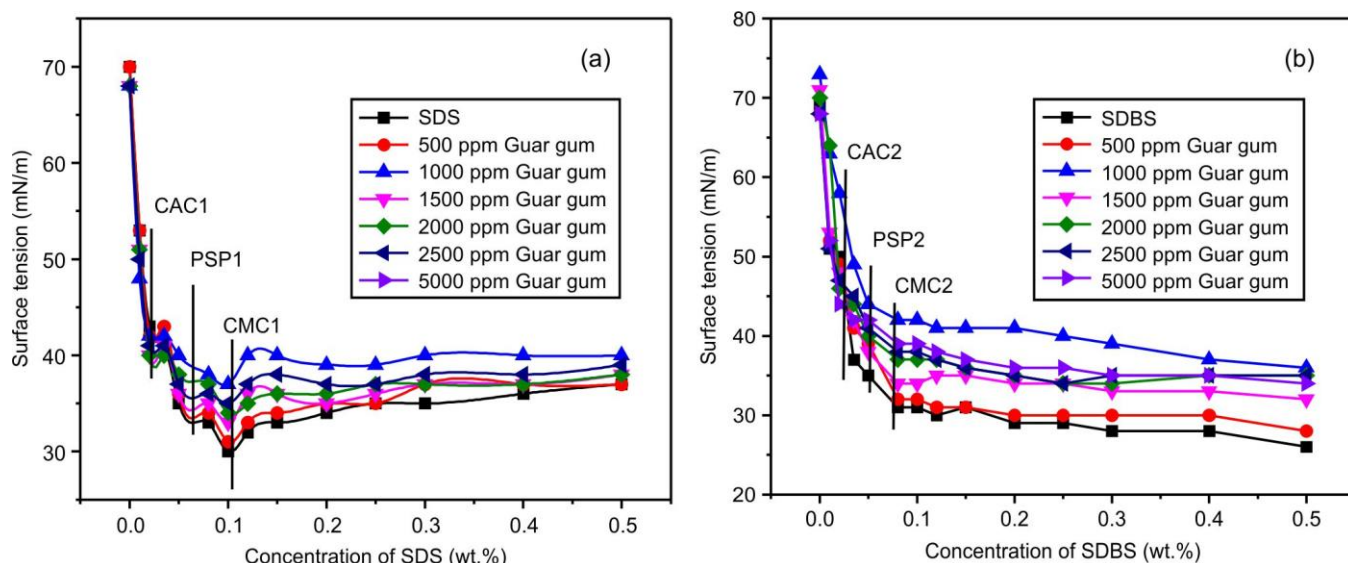 (a)
70
60
50
40
30
Surface tension (mN/m)
SDS
500 ppm Guar gum
1000 ppm Guar gum
1500 ppm Guar gum
2000 ppm Guar gum
2500 ppm Guar gum
5000 ppm Guar gum
CAC1
PSP1
CMC1
0.0 0.1 0.2 0.3 0.4 0.5
Concentration of SDS (wt.%)
(b)
80
70
60
50
40
30
20
Surface tension (mN/m)
SDBS
500 ppm Guar gum
1000 ppm Guar gum
1500 ppm Guar gum
2000 ppm Guar gum
2500 ppm Guar gum
5000 ppm Guar gum
CAC2
PSP2
CMC2
0.0 0.1 0.2 0.3 0.4 0.5
Concentration of SDBS (wt.%)